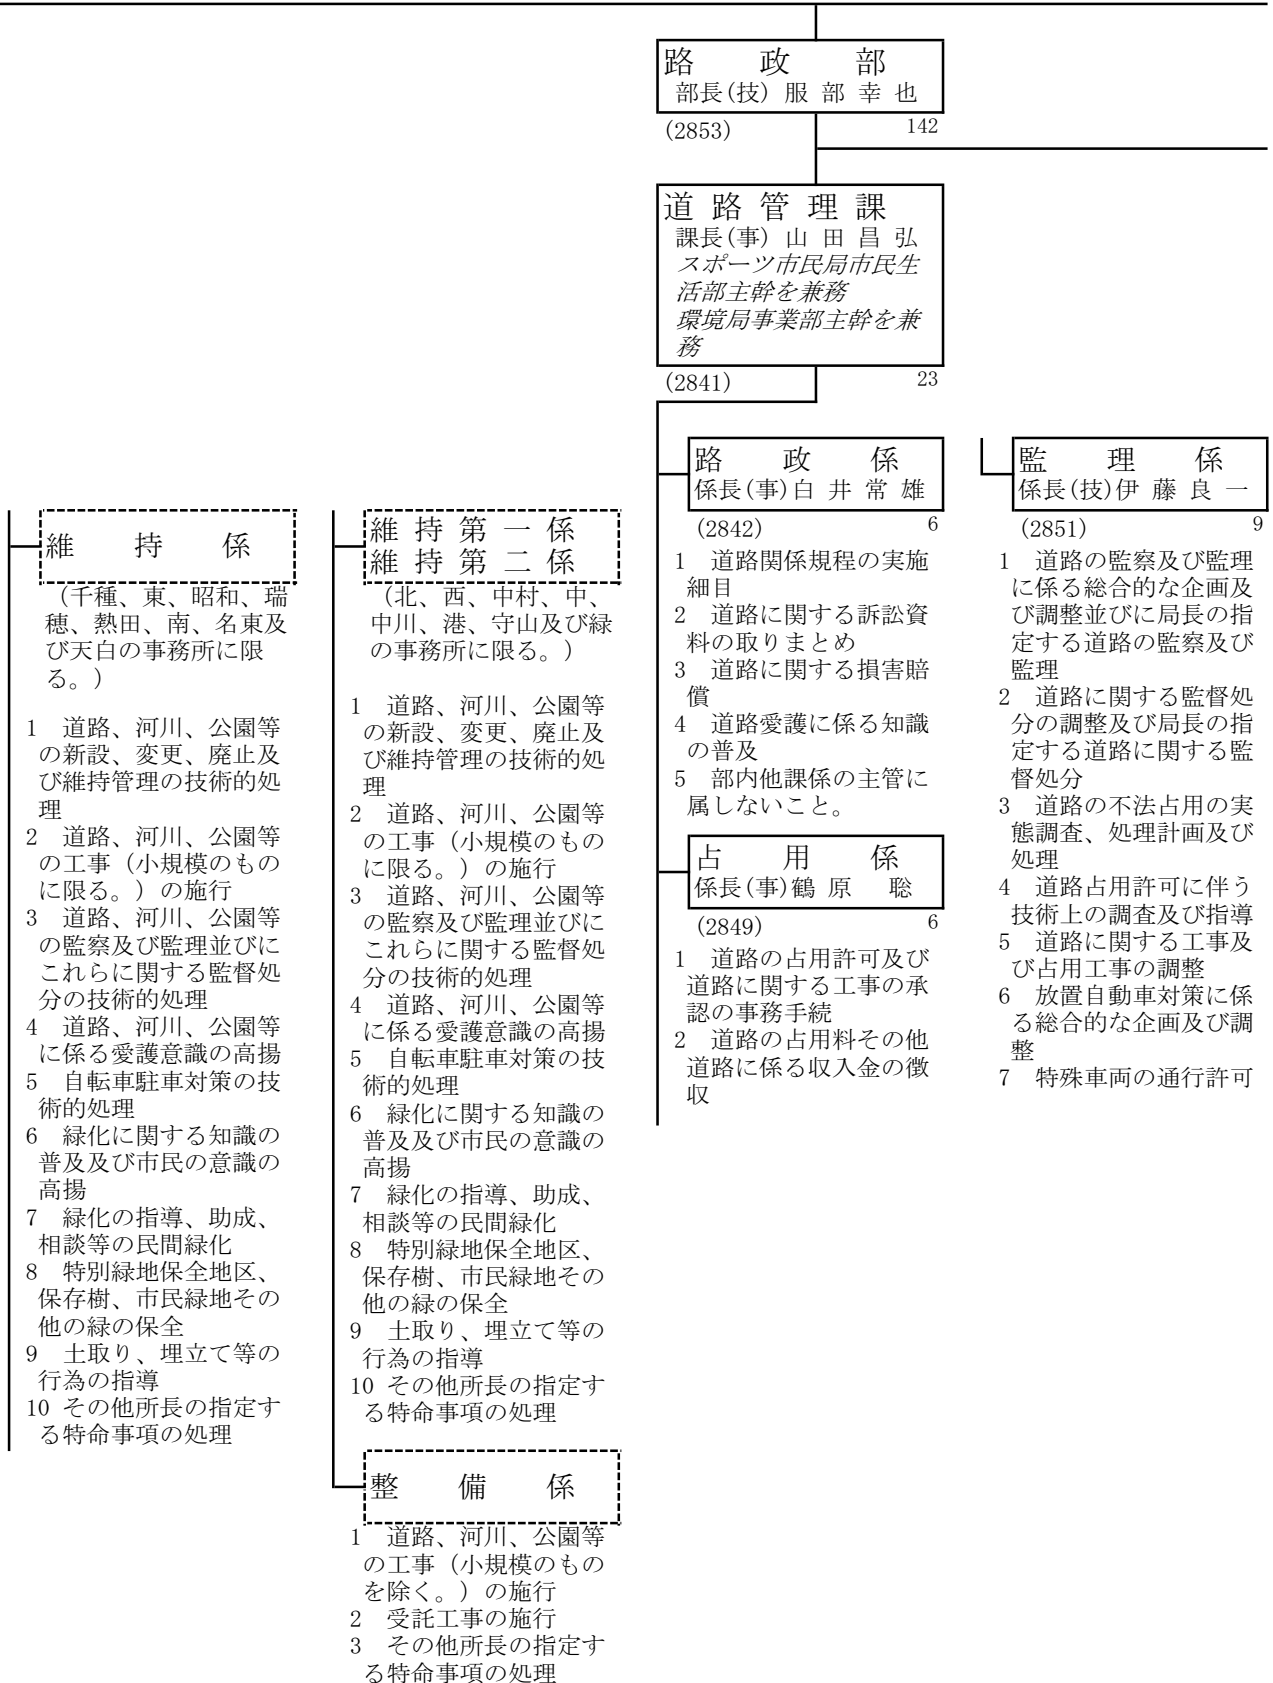 路政部
部長(技) 服部幸也
(2853) 142
道路管理課
課長(事) 山田昌弘
スポーツ市民局市民生
活部主幹を兼務
環境局事業部主幹を兼
務
(2841) 23
維持係
（千種、東、昭和、瑞
穂、熱田、南、名東及
び天白の事務所に限
る。）
1 道路、河川、公園等
の新設、変更、廃止及
び維持管理の技術的処
理
2 道路、河川、公園等
の工事（小規模のもの
に限る。）の施行
3 道路、河川、公園等
の監察及び監理並びに
これらに関する監督処
分の技術的処理
4 道路、河川、公園等
に係る愛護意識の高揚
5 自転車駐車対策の技
術的処理
6 緑化に関する知識の
普及及び市民の意識の
高揚
7 緑化の指導、助成、
相談等の民間緑化
8 特別緑地保全地区、
保存樹、市民緑地その
他の緑の保全
9 土取り、埋立て等の
行為の指導
10 その他所長の指定す
る特命事項の処理
維持第一係
維持第二係
（北、西、中村、中、
中川、港、守山及び緑
の事務所に限る。）
1 道路、河川、公園等
の新設、変更、廃止及
び維持管理の技術的処
理
2 道路、河川、公園等
の工事（小規模のもの
に限る。）の施行
3 道路、河川、公園等
の監察及び監理並びに
これらに関する監督処
分の技術的処理
4 道路、河川、公園等
に係る愛護意識の高揚
5 自転車駐車対策の技
術的処理
6 緑化に関する知識の
普及及び市民の意識の
高揚
7 緑化の指導、助成、
相談等の民間緑化
8 特別緑地保全地区、
保存樹、市民緑地その
他の緑の保全
9 土取り、埋立て等の
行為の指導
10 その他所長の指定す
る特命事項の処理
整備係
1 道路、河川、公園等
の工事（小規模のもの
を除く。）の施行
2 受託工事の施行
3 その他所長の指定す
る特命事項の処理
路政係
係長(事)白井常雄
(2842) 6
1 道路関係規程の実施
細目
2 道路に関する訴訟資
料の取りまとめ
3 道路に関する損害賠
償
4 道路愛護に係る知識
の普及
5 部内他課係の主管に
属しないこと。
占用係
係長(事)鶴原聡
(2849) 6
1 道路の占用許可及び
道路に関する工事の承
認の事務手続
2 道路の占用料その他
道路に係る収入金の徴
収
監理係
係長(技)伊藤良一
(2851) 9
1 道路の監察及び監理
に係る総合的な企画及
び調整並びに局長の指
定する道路の監察及び
監理
2 道路に関する監督処
分の調整及び局長の指
定する道路に関する監
督処分
3 道路の不法占用の実
態調査、処理計画及び
処理
4 道路占用許可に伴う
技術上の調査及び指導
5 道路に関する工事及
び占用工事の調整
6 放置自動車対策に係
る総合的な企画及び調
整
7 特殊車両の通行許可